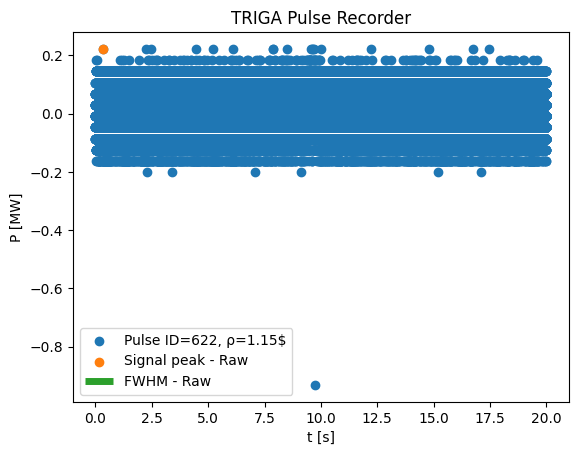 TRIGA Pulse Recorder
P [MW]
0.2
0.0
−0.2
−0.4
−0.6
−0.8
Pulse ID=622, ρ=1.15$
Signal peak - Raw
FWHM - Raw
0.0 2.5 5.0 7.5 10.0 12.5 15.0 17.5 20.0
t [s]